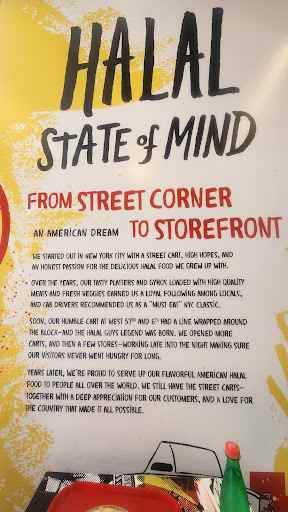 HALAL
STATE of MIND
FROM STREET CORNER
AN AMERICAN DREAM TO STOREFRONT
WE STARTED OUT IN NEW YORK CITY WITH A STREET CART, HIGH HOPES, AND
AN HONEST PASSION FOR THE DELICIOUS HALAL FOOD WE GREW UP WITH.
OVER THE YEARS, OUR TASTY PLATTERS AND GYROS LOADED WITH HIGH QUALITY
MEATS AND FRESH VEGGIES EARNED US A LOYAL FOLLOWING AMONG LOCALS,
AND CAB DRIVERS RECOMMENDED US AS A "MUST EAT" NYC CLASSIC.
SOON, OUR HUMBLE CART AT WEST 53RD AND 6TH HAD A LINE WRAPPED AROUND
THE BLOCK—AND THE HALAL GUYS LEGEND WAS BORN. WE OPENED MORE
CARTS, AND THEN A FEW STORES—WORKING LATE INTO THE NIGHT MAKING SURE
OUR VISITORS NEVER WENT HUNGRY FOR LONG.
YEARS LATER, WE'RE PROUD TO SERVE UP OUR FLAVORFUL AMERICAN HALAL
FOOD TO PEOPLE ALL OVER THE WORLD. WE STILL HAVE THE STREET CARTS—
TOGETHER WITH A DEEP APPRECIATION FOR OUR CUSTOMERS, AND A LOVE FOR
THE COUNTRY THAT MADE IT ALL POSSIBLE.